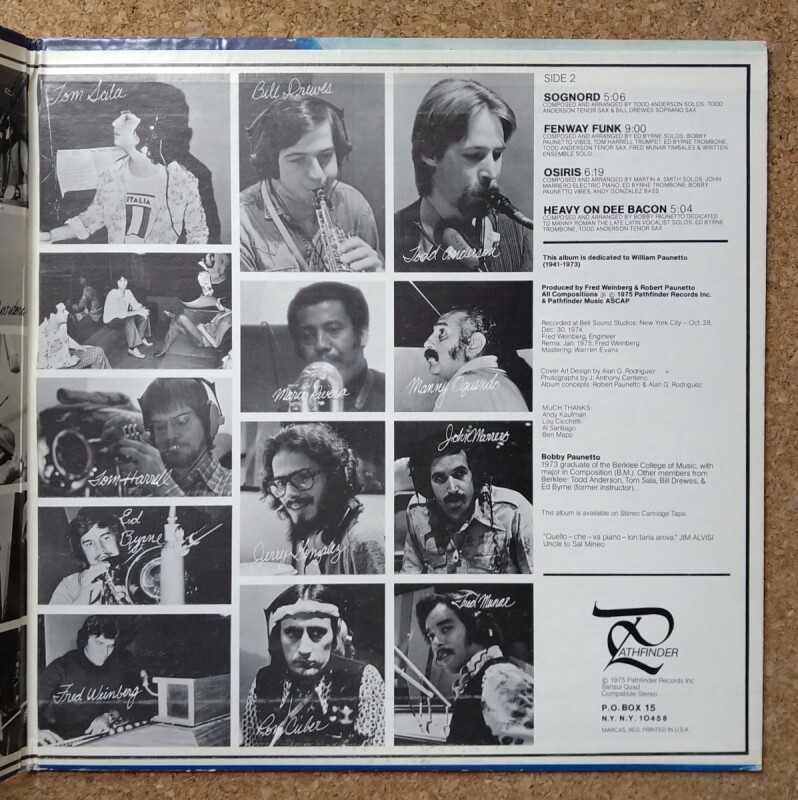 Tom Sala
Bill Drewes
Todd Anderson
Mario Rivera
Manny Oquendo
Tom Harrell
John Marrero
Ed
Byrne
Jerry Gonzalez
Fred Munar
Fred Weinberg
Ron Cuber
ITALIA
SIDE 2
SOGNORD 5:06
COMPOSED AND ARRANGED BY TODD ANDERSON SOLOS: TODD
ANDERSON TENOR SAX & BILL DREWES SOPRANO SAX
FENWAY FUNK 9:00
COMPOSED AND ARRANGED BY ED BYRNE SOLOS: BOBBY
PAUNETTO VIBES, TOM HARRELL TRUMPET, ED BYRNE TROMBONE,
TODD ANDERSON TENOR SAX, FRED MUNAR TIMBALES & WRITTEN
ENSEMBLE SOLO.
OSIRIS 6:19
COMPOSED AND ARRANGED BY MARTIN A. SMITH SOLOS: JOHN
MARRERO ELECTRIC PIANO, ED BYRNE TROMBONE, BOBBY
PAUNETTO VIBES, ANDY GONZALEZ BASS
HEAVY ON DEE BACON 5:04
COMPOSED AND ARRANGED BY BOBBY PAUNETTO DEDICATED
TO MANNY ROMAN THE LATE LATIN VOCALIST SOLOS: ED BYRNE
TROMBONE, TODD ANDERSON TENOR SAX
This album is dedicated to William Paunetto
(1941-1973)
Produced by Fred Weinberg & Robert Paunetto
All Compositions ℗ © 1975 Pathfinder Records Inc.
& Pathfinder Music ASCAP
Recorded at Bell Sound Studios, New York City—Oct. 28,
Dec. 30, 1974.
Fred Weinberg, Engineer
Remix: Jan. 1975, Fred Weinberg
Mastering: Warren Evans
Cover Art Design by Alan G. Rodriguez
Photographs by J. Anthony Centeno
Album concepts: Robert Paunetto & Alan G. Rodriguez
MUCH THANKS:
Andy Kaufman
Lou Cicchetti
Al Santiago
Ben Mapp
Bobby Paunetto
1973 graduate of the Berklee College of Music, with
major in Composition (B.M.). Other members from
Berklee: Todd Anderson, Tom Sala, Bill Drewes, &
Ed Byrne (former instructor).
This album is available on Stereo Cartridge Tape.
"Quello–che–va piano–lon tans arriva." JIM ALVISI
Uncle to Sal Mineo
PATHFINDER
© 1975 Pathfinder Records Inc.
Sansui Quad
Compatible Stereo
P.O. BOX 15
N.Y. N.Y. 10458
MARCAS. REG. PRINTED IN U.S.A.